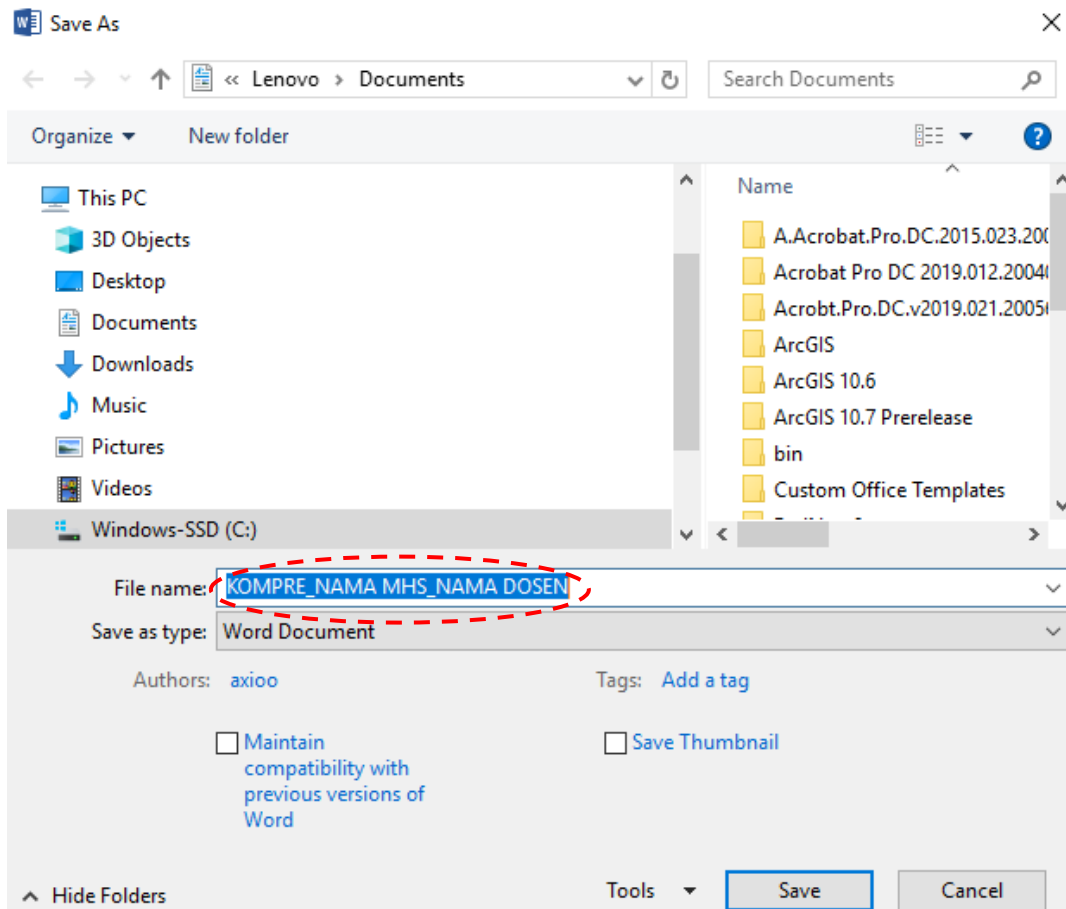 Save As
« Lenovo > Documents
Search Documents
Organize
New folder
This PC
3D Objects
Desktop
Documents
Downloads
Music
Pictures
Videos
Windows-SSD (C:)
Name
A.Acrobat.Pro.DC.2015.023.200
Acrobat Pro DC 2019.012.2004
Acrobt.Pro.DC.v2019.021.2005
ArcGIS
ArcGIS 10.6
ArcGIS 10.7 Prerelease
bin
Custom Office Templates
File name: KOMPRE_NAMA MHS_NAMA DOSEN
Save as type: Word Document
Authors: axioo
Tags: Add a tag
Maintain
compatibility with
previous versions of
Word
Save Thumbnail
Hide Folders
Tools
Save
Cancel